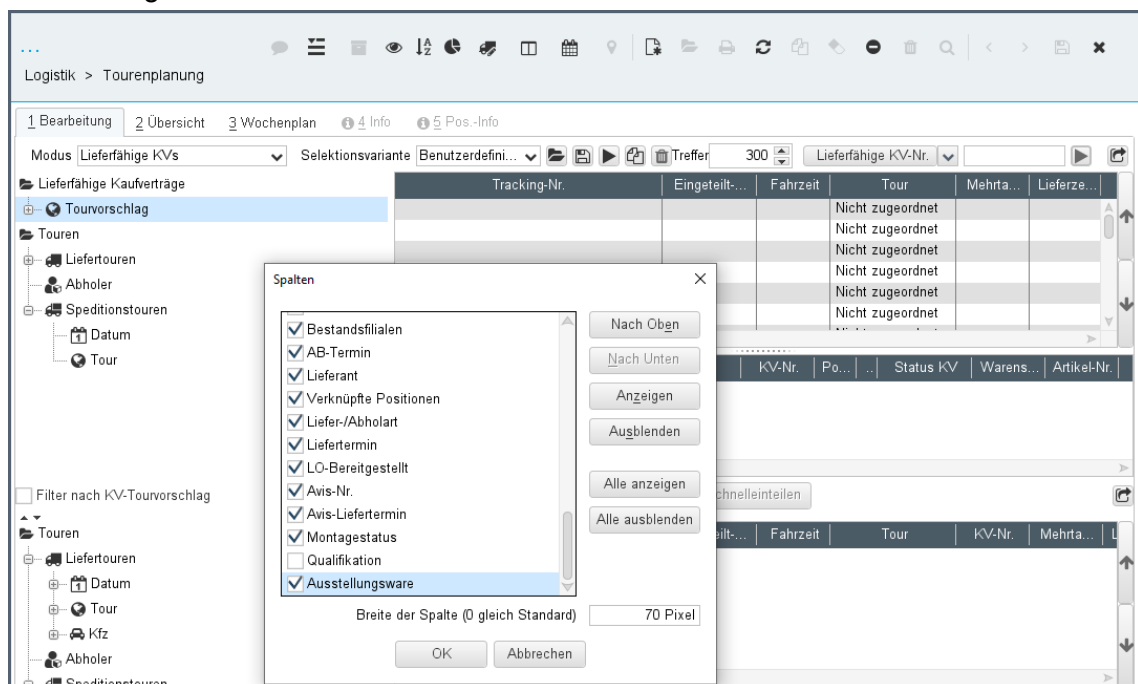 ...
Logistik > Tourenplanung
1 Bearbeitung 2 Übersicht 3 Wochenplan 4 Info 5 Pos.-Info
Modus Lieferfähige KVs Selektionsvariante Benutzerdefini... Treffer 300 Lieferfähige KV-Nr.
Lieferfähige Kaufverträge
Tracking-Nr. Eingeteilt-... Fahrzeit Tour Mehrta... Lieferze...
Tourvorschlag
Nicht zugeordnet
Touren
Nicht zugeordnet
Liefertouren
Nicht zugeordnet
Abholer
Nicht zugeordnet
Speditionstouren
Nicht zugeordnet
Datum
Nicht zugeordnet
Tour
KV-Nr. Po... .. Status KV Warens... Artikel-Nr.
Spalten
Bestandsfilialen
AB-Termin
Lieferant
Verknüpfte Positionen
Liefer-/Abholart
Liefertermin
LO-Bereitgestellt
Avis-Nr.
Avis-Liefertermin
Montagestatus
Qualifikation
Ausstellungsware
Nach Oben
Nach Unten
Anzeigen
Ausblenden
Alle anzeigen
Alle ausblenden
Breite der Spalte (0 gleich Standard) 70 Pixel
OK Abbrechen
Filter nach KV-Tourvorschlag
chnelleinteilen
Touren
eilt-... Fahrzeit Tour KV-Nr. Mehrta... L
Liefertouren
Datum
Tour
Kfz
Abholer
Speditionstouren